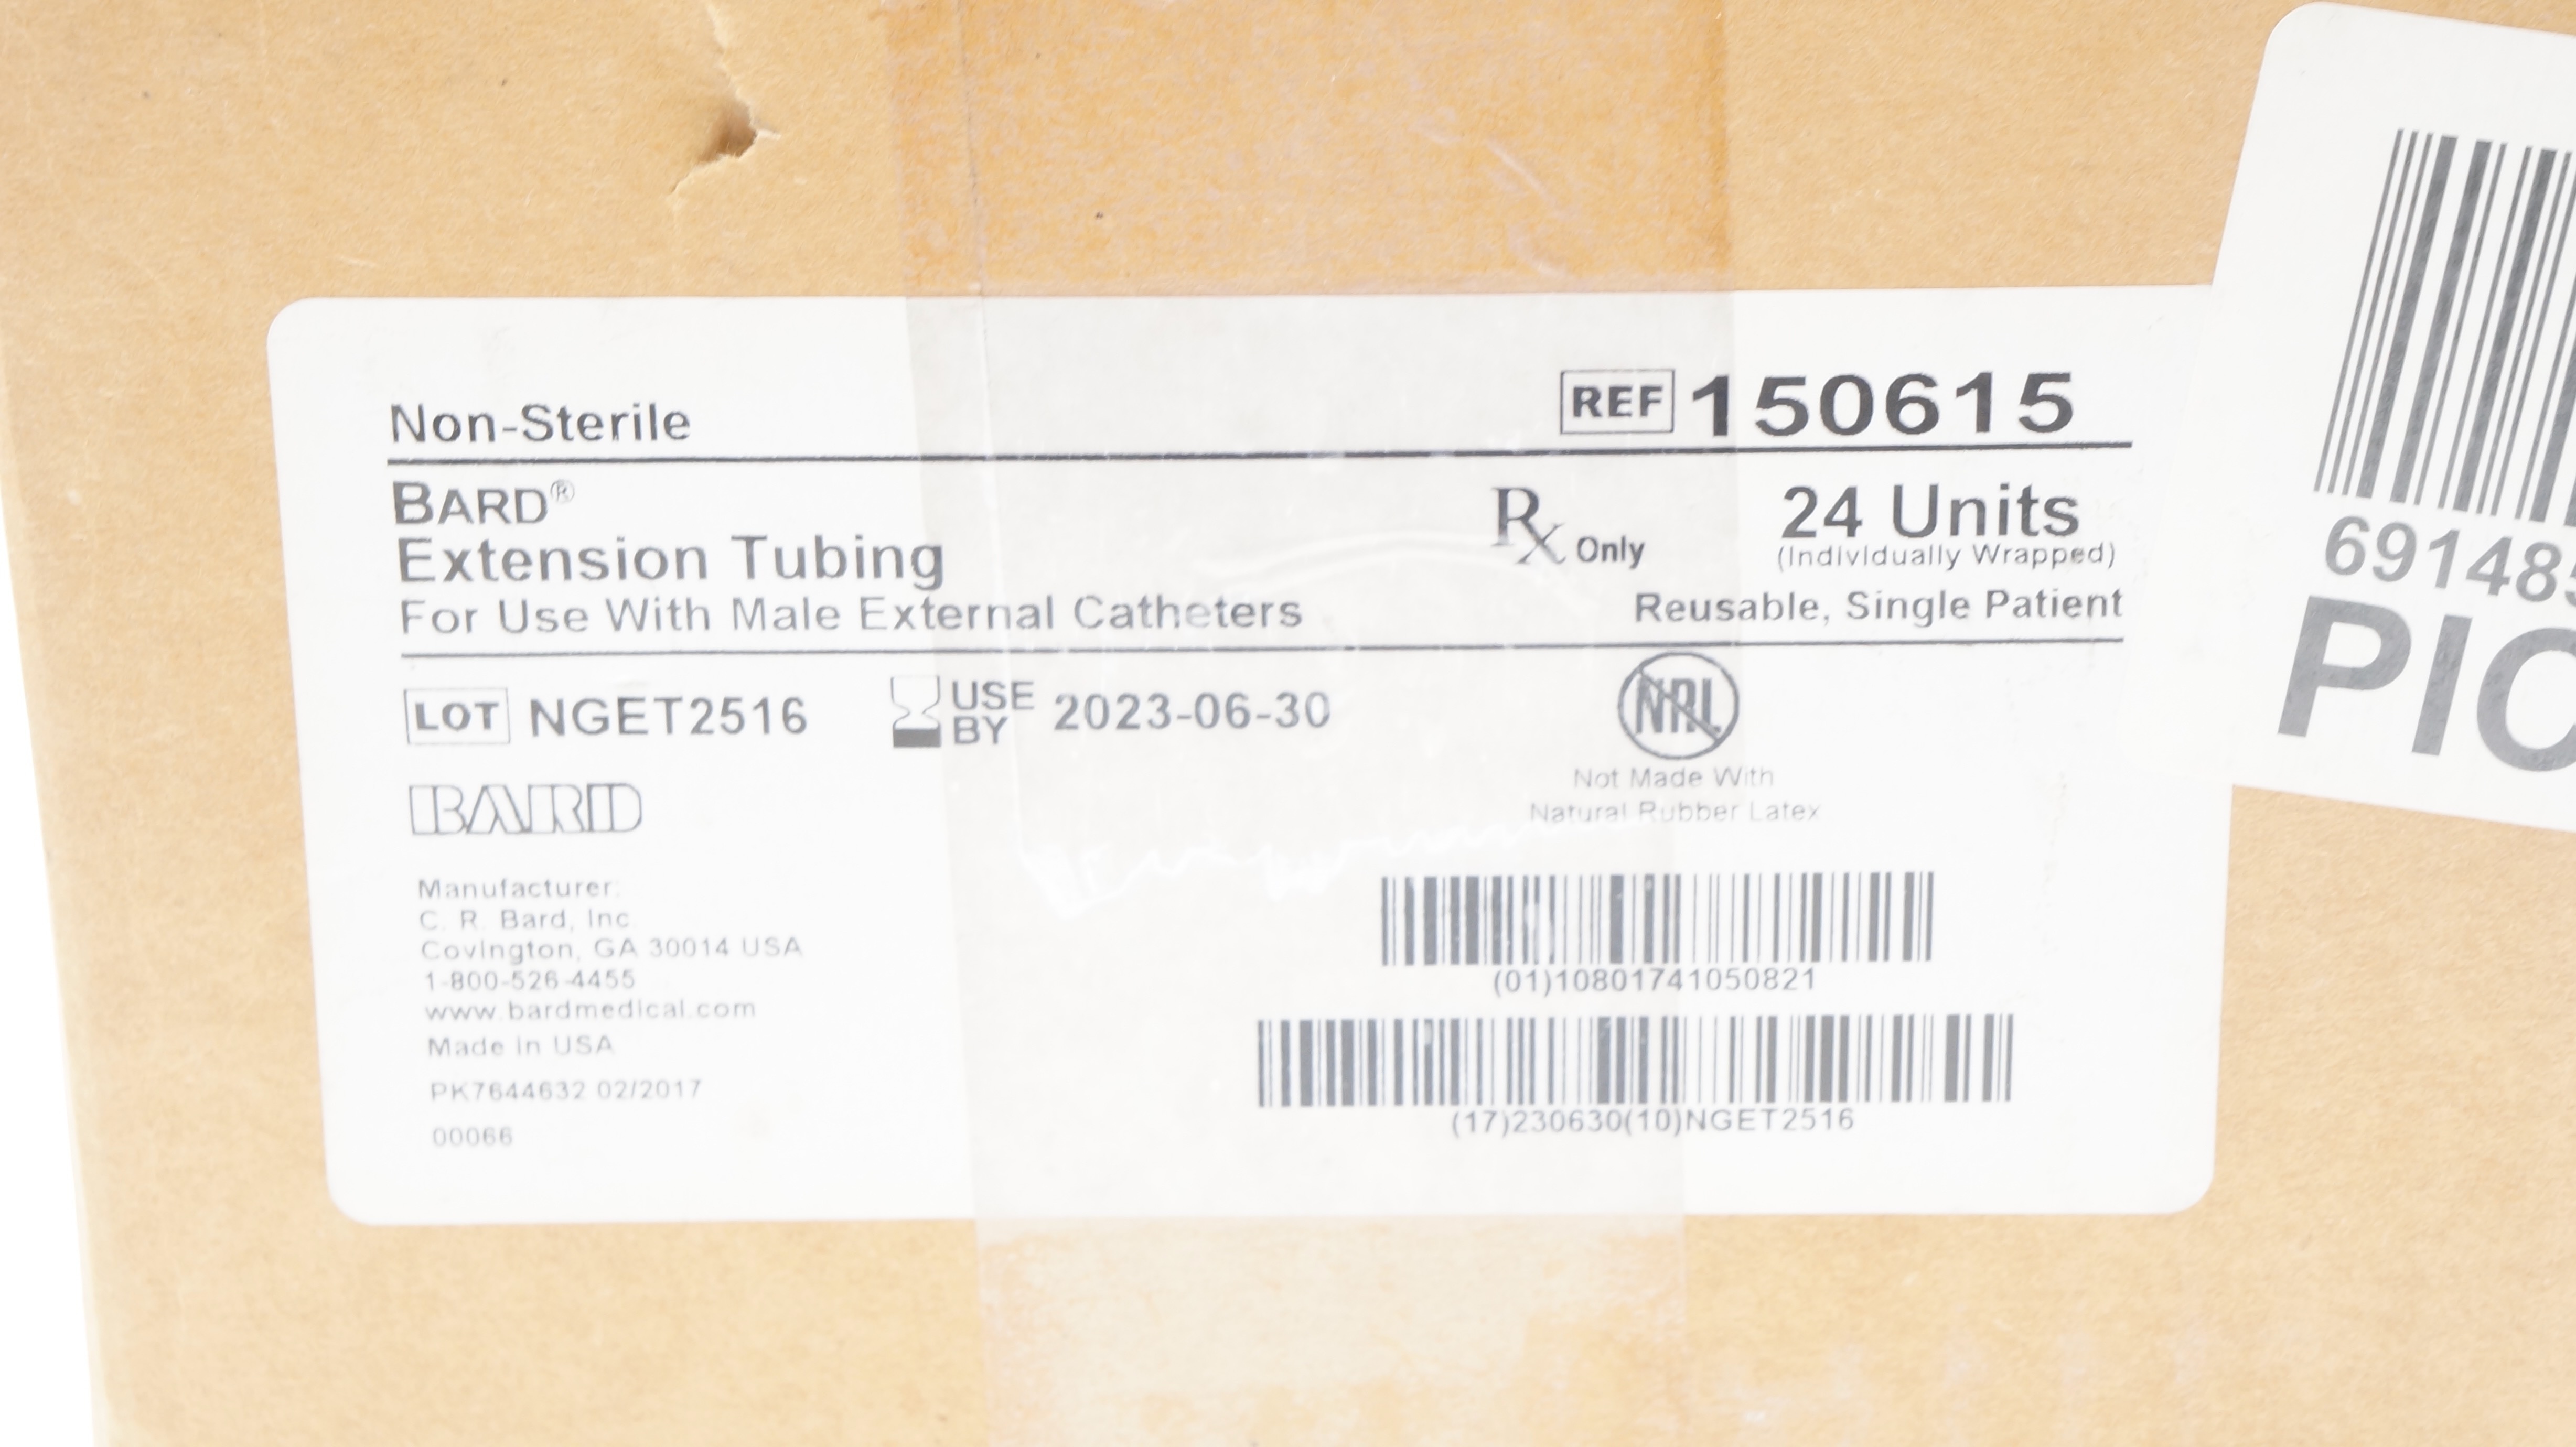 Non-Sterile
REF 150615
BARD®
Extension Tubing
For Use With Male External Catheters
Rx Only
24 Units
(Individually Wrapped)
Reusable, Single Patient
LOT NGET2516
USE BY 2023-06-30
NRL
Not Made With
Natural Rubber Latex
BARD
Manufacturer:
C. R. Bard, Inc.
Covington, GA 30014 USA
1-800-526-4455
www.bardmedical.com
Made in USA
PK7644632 02/2017
00066
(01)10801741050821
(17)230630(10)NGET2516
69148
PIC